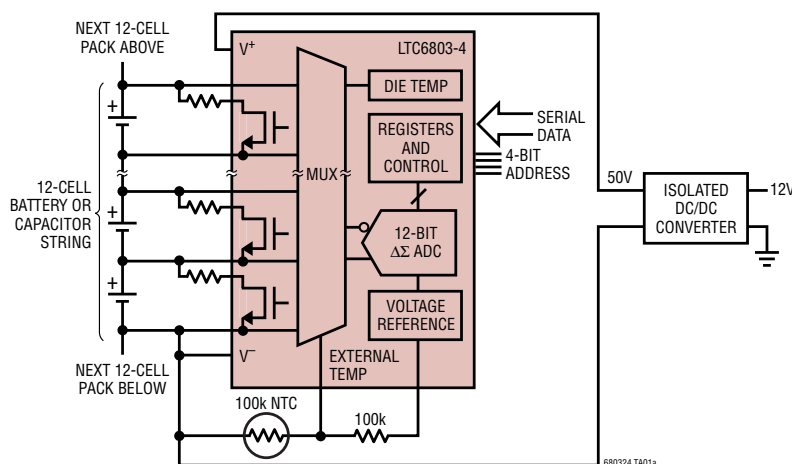 NEXT 12-CELL
PACK ABOVE
V+
LTC6803-4
DIE TEMP
REGISTERS
AND
CONTROL
SERIAL
DATA
4-BIT
ADDRESS
MUX
12-CELL
BATTERY OR
CAPACITOR
STRING
+
+
+
12-BIT
ΔΣ ADC
VOLTAGE
REFERENCE
50V
ISOLATED
DC/DC
CONVERTER
12V
V–
EXTERNAL
TEMP
NEXT 12-CELL
PACK BELOW
100k NTC
100k
680324 TA01a